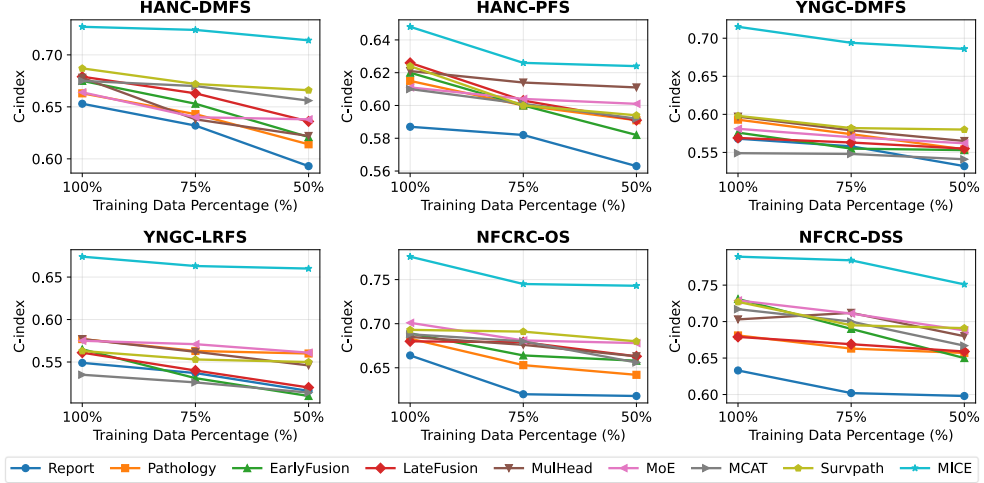 HANC-DMFS
C-index
0.70
0.65
0.60
100%
75%
50%
Training Data Percentage (%)
HANC-PFS
C-index
0.64
0.62
0.60
0.58
0.56
100%
75%
50%
Training Data Percentage (%)
YNGC-DMFS
C-index
0.70
0.65
0.60
0.55
100%
75%
50%
Training Data Percentage (%)
YNGC-LRFS
C-index
0.65
0.60
0.55
100%
75%
50%
Training Data Percentage (%)
NFCRC-OS
C-index
0.75
0.70
0.65
100%
75%
50%
Training Data Percentage (%)
NFCRC-DSS
C-index
0.75
0.70
0.65
0.60
100%
75%
50%
Training Data Percentage (%)
Report Pathology EarlyFusion LateFusion MulHead MoE MCAT Survpath MICE